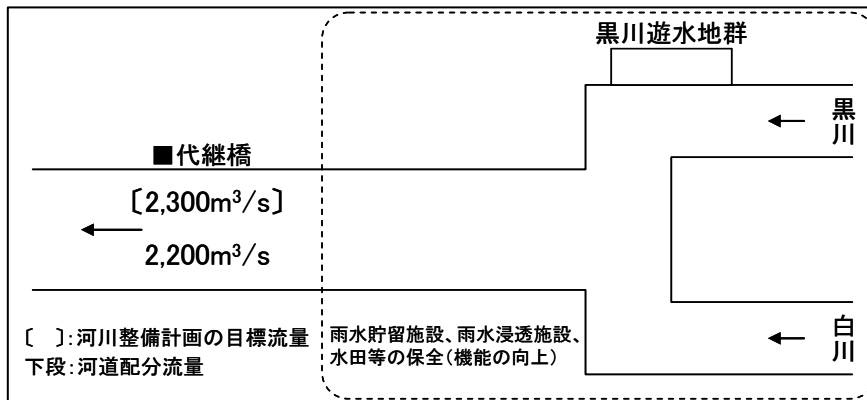 黒川遊水地群
黒川
■代継橋
〔2,300m³/s〕
2,200m³/s
〔　〕：河川整備計画の目標流量
下段：河道配分流量
雨水貯留施設、雨水浸透施設、
水田等の保全（機能の向上）
白川